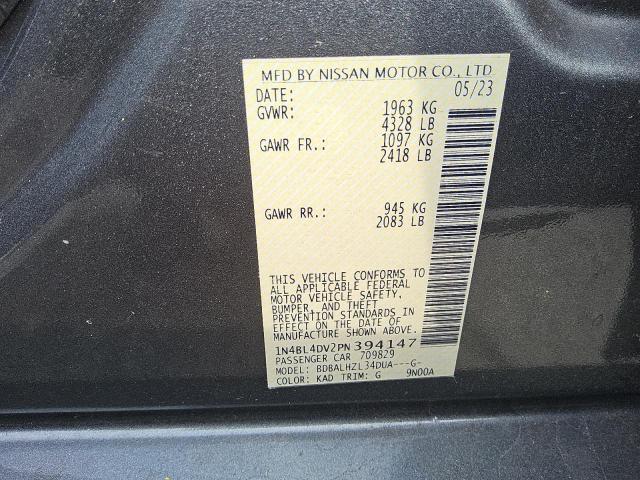 MFD BY NISSAN MOTOR CO., LTD.
DATE: 05/23
GVWR: 1963 KG
4328 LB
GAWR FR.: 1097 KG
2418 LB
GAWR RR.: 945 KG
2083 LB
THIS VEHICLE CONFORMS TO
ALL APPLICABLE FEDERAL
MOTOR VEHICLE SAFETY,
BUMPER, AND THEFT
PREVENTION STANDARDS IN
EFFECT ON THE DATE OF
MANUFACTURE SHOWN ABOVE.
1N4BL4DV2PN394147
PASSENGER CAR 709829
MODEL: BDBALHZL34DUA---G-
COLOR: KAD TRIM: G 9N00A